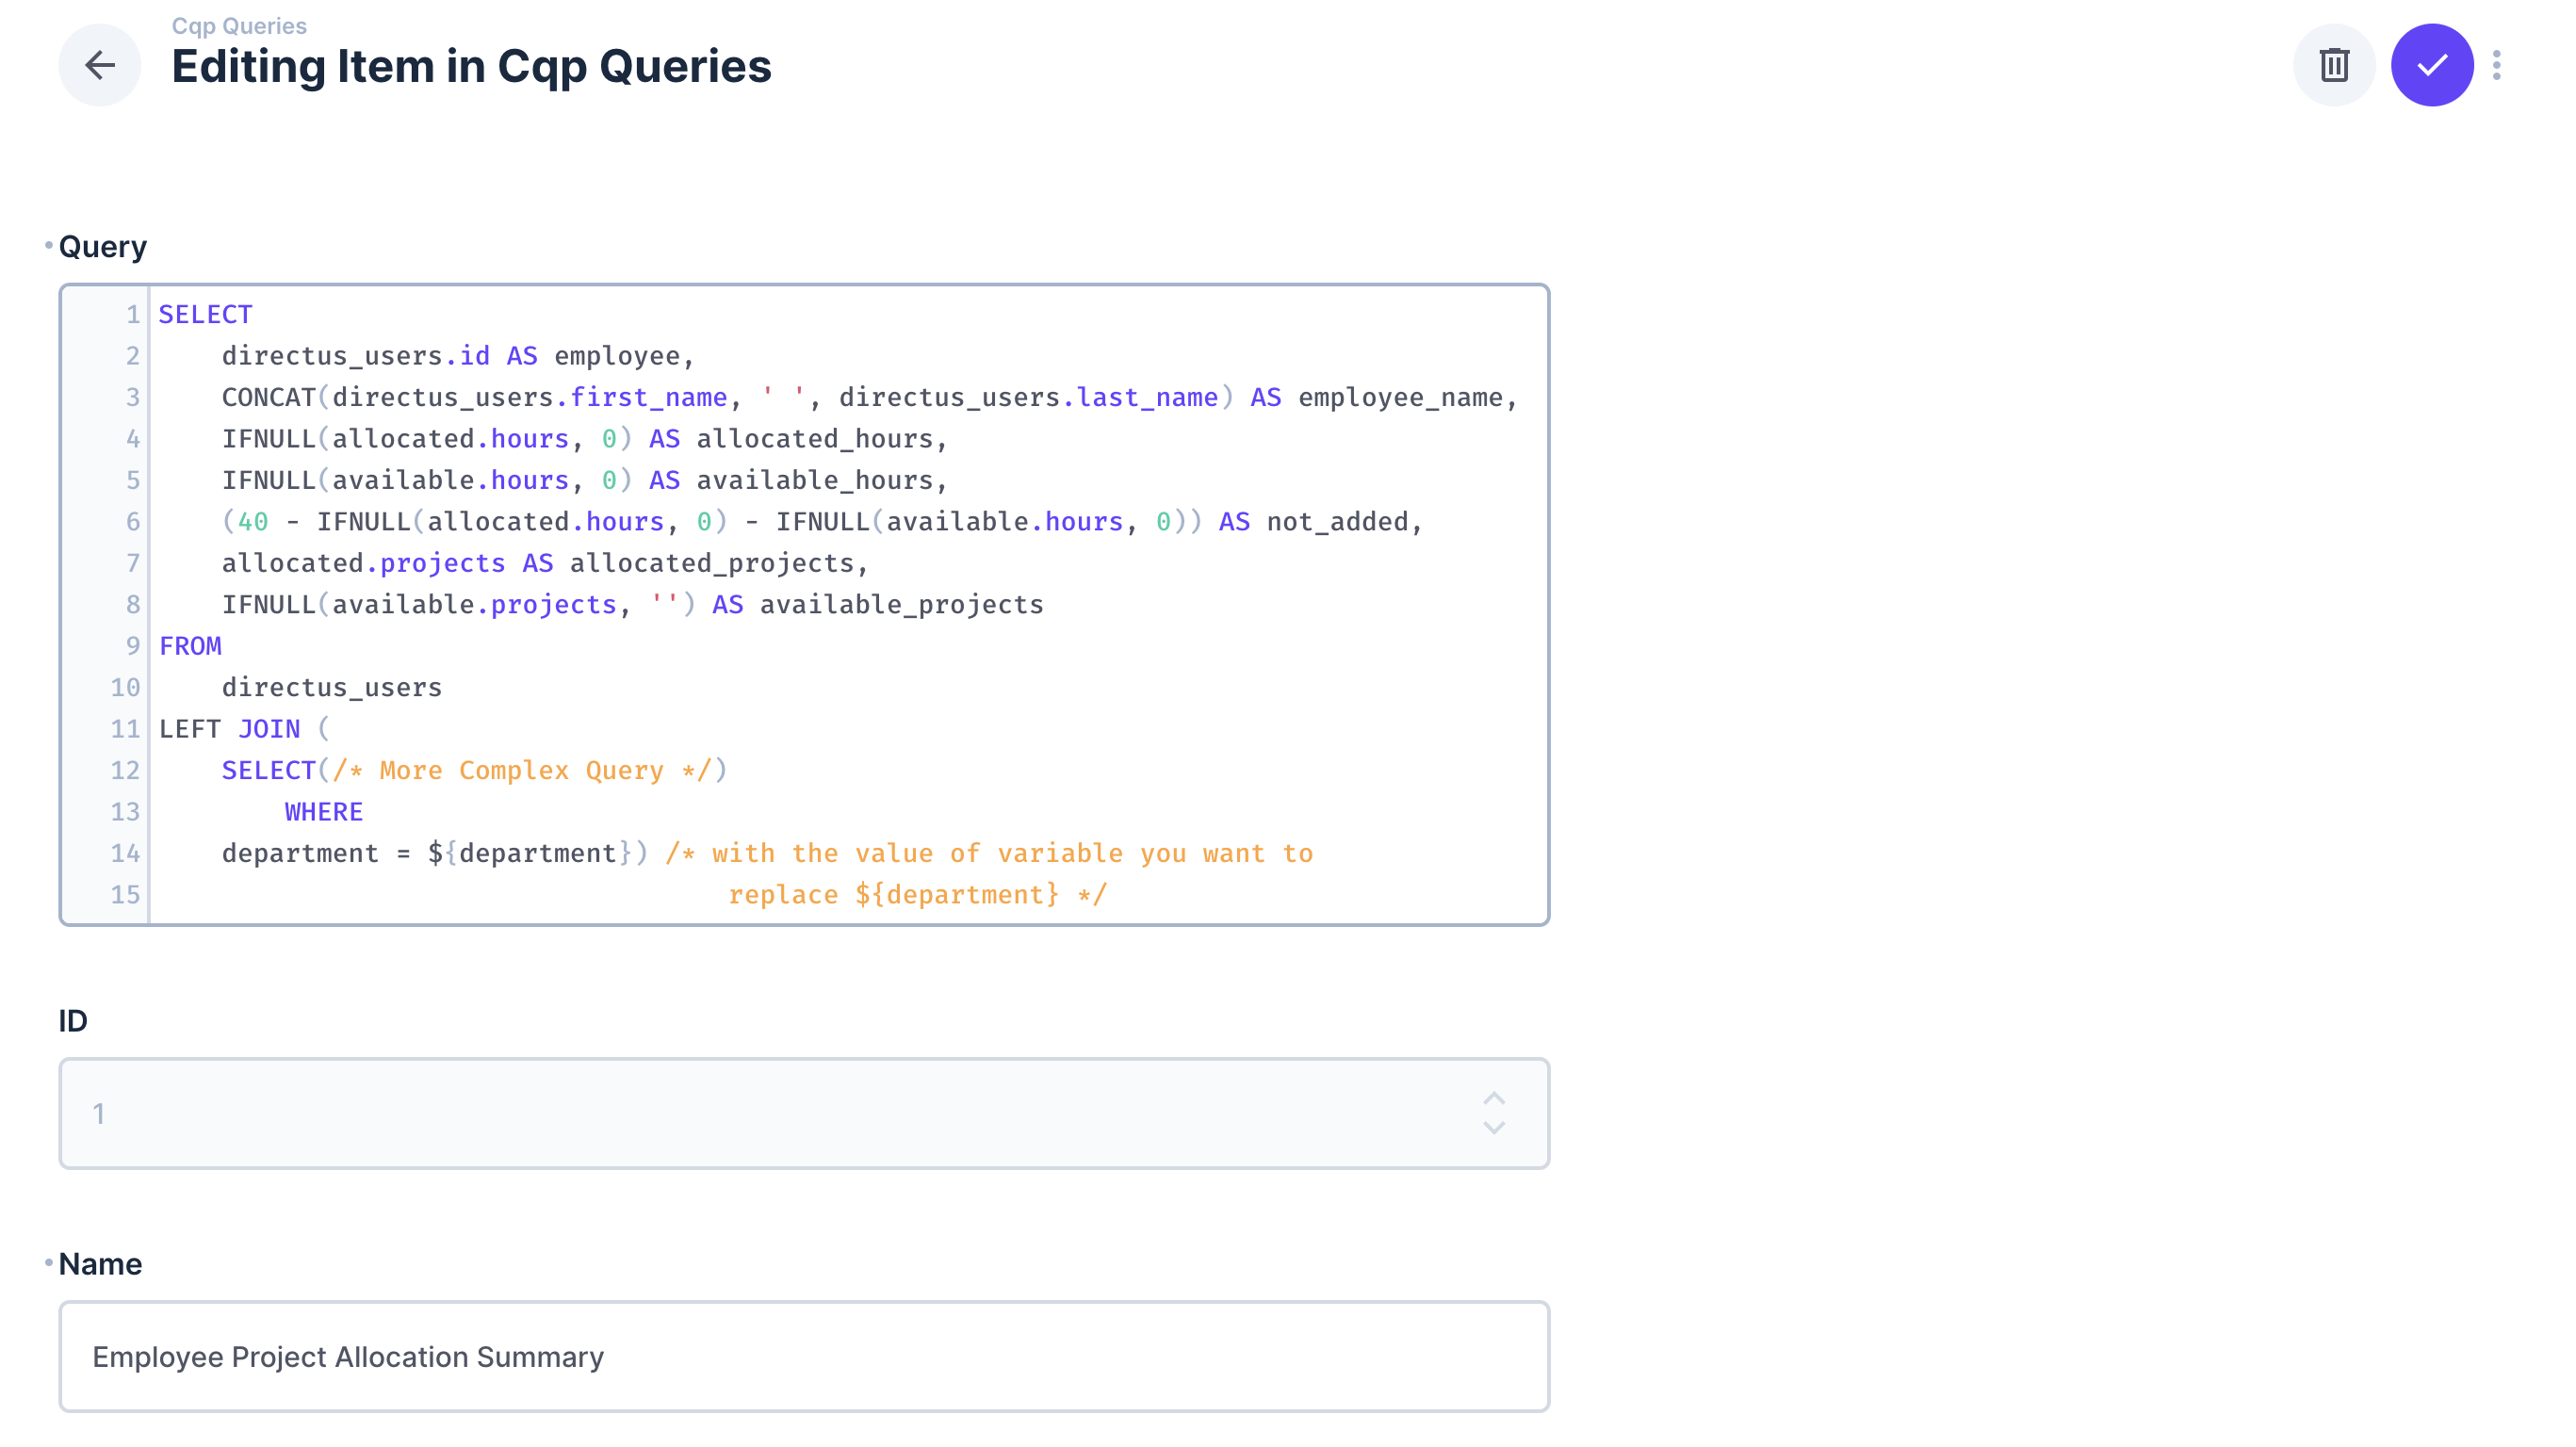 Cqp Queries
Editing Item in Cqp Queries
Query
1 SELECT
2     directus_users.id AS employee,
3     CONCAT(directus_users.first_name, ' ', directus_users.last_name) AS employee_name,
4     IFNULL(allocated.hours, 0) AS allocated_hours,
5     IFNULL(available.hours, 0) AS available_hours,
6     (40 - IFNULL(allocated.hours, 0) - IFNULL(available.hours, 0)) AS not_added,
7     allocated.projects AS allocated_projects,
8     IFNULL(available.projects, '') AS available_projects
9 FROM
10     directus_users
11 LEFT JOIN (
12     SELECT(/* More Complex Query */)
13         WHERE
14     department = ${department}) /* with the value of variable you want to
15                                     replace ${department} */
ID
1
Name
Employee Project Allocation Summary